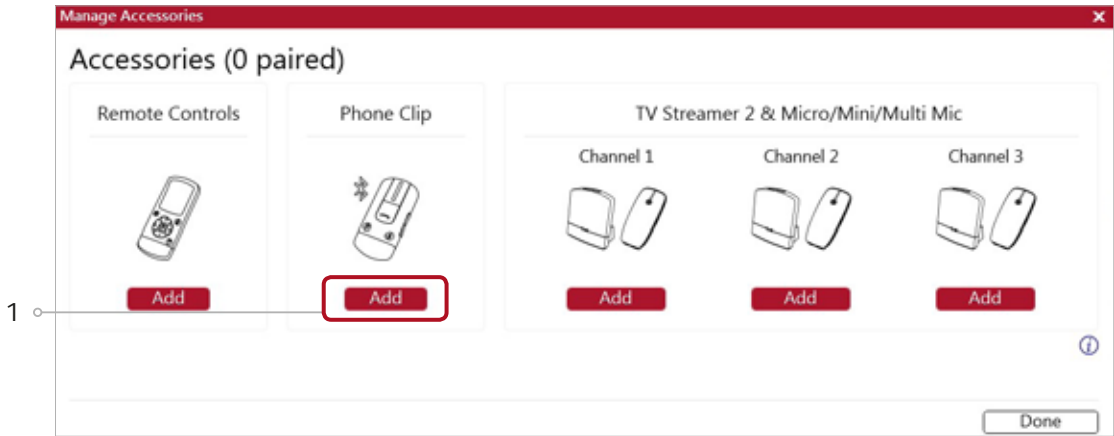 Manage Accessories
Accessories (0 paired)
Remote Controls
Phone Clip
TV Streamer 2 & Micro/Mini/Multi Mic
Channel 1
Channel 2
Channel 3
Add
Add
Add
Add
Add
1
Done